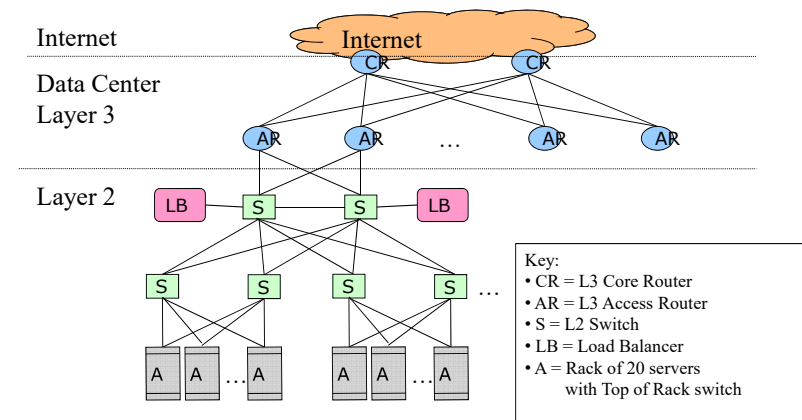 Internet
Internet
CR CR
Data Center
Layer 3
AR AR ... AR AR
Layer 2
LB S S LB
S S S S ...
A A ... A A A ... A
Key:
• CR = L3 Core Router
• AR = L3 Access Router
• S = L2 Switch
• LB = Load Balancer
• A = Rack of 20 servers
with Top of Rack switch